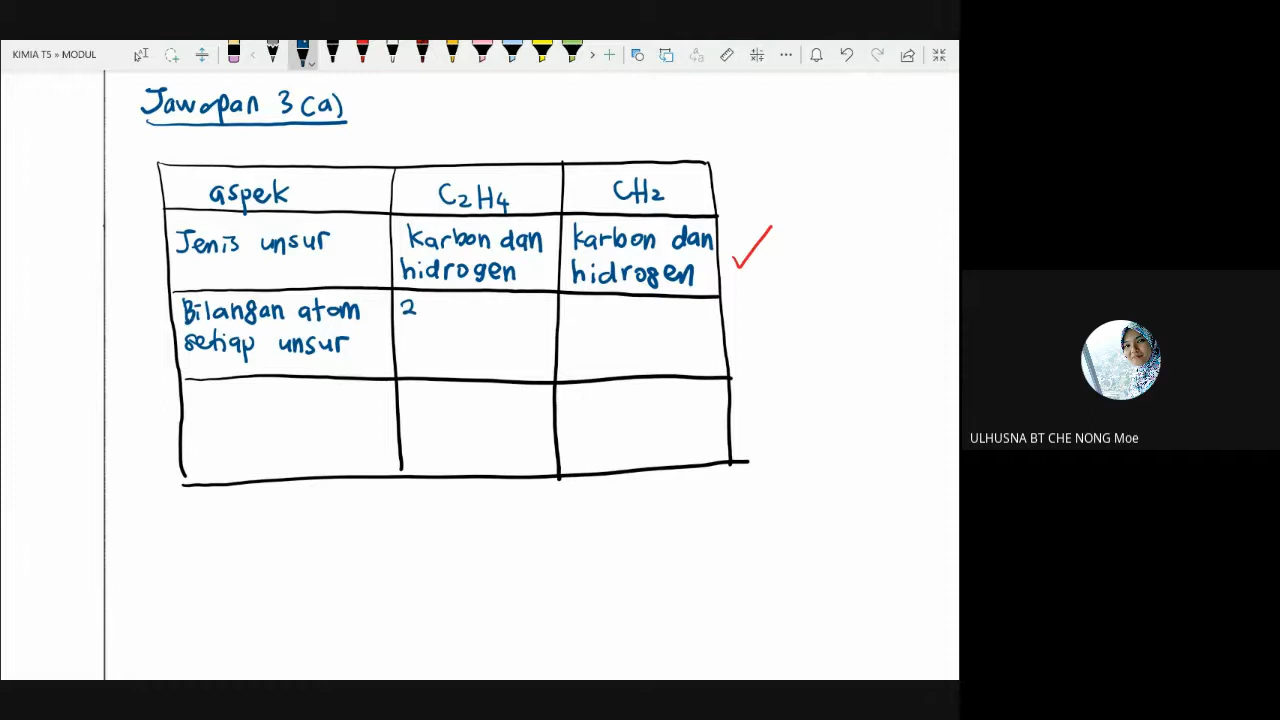 KIMIA T5 » MODUL
Jawapan 3(a)
aspek
C₂H₄
CH₂
Jenis unsur
Karbon dan
hidrogen
karbon dan
hidrogen
Bilangan atom
setiap unsur
2
ULHUSNA BT CHE NONG Moe